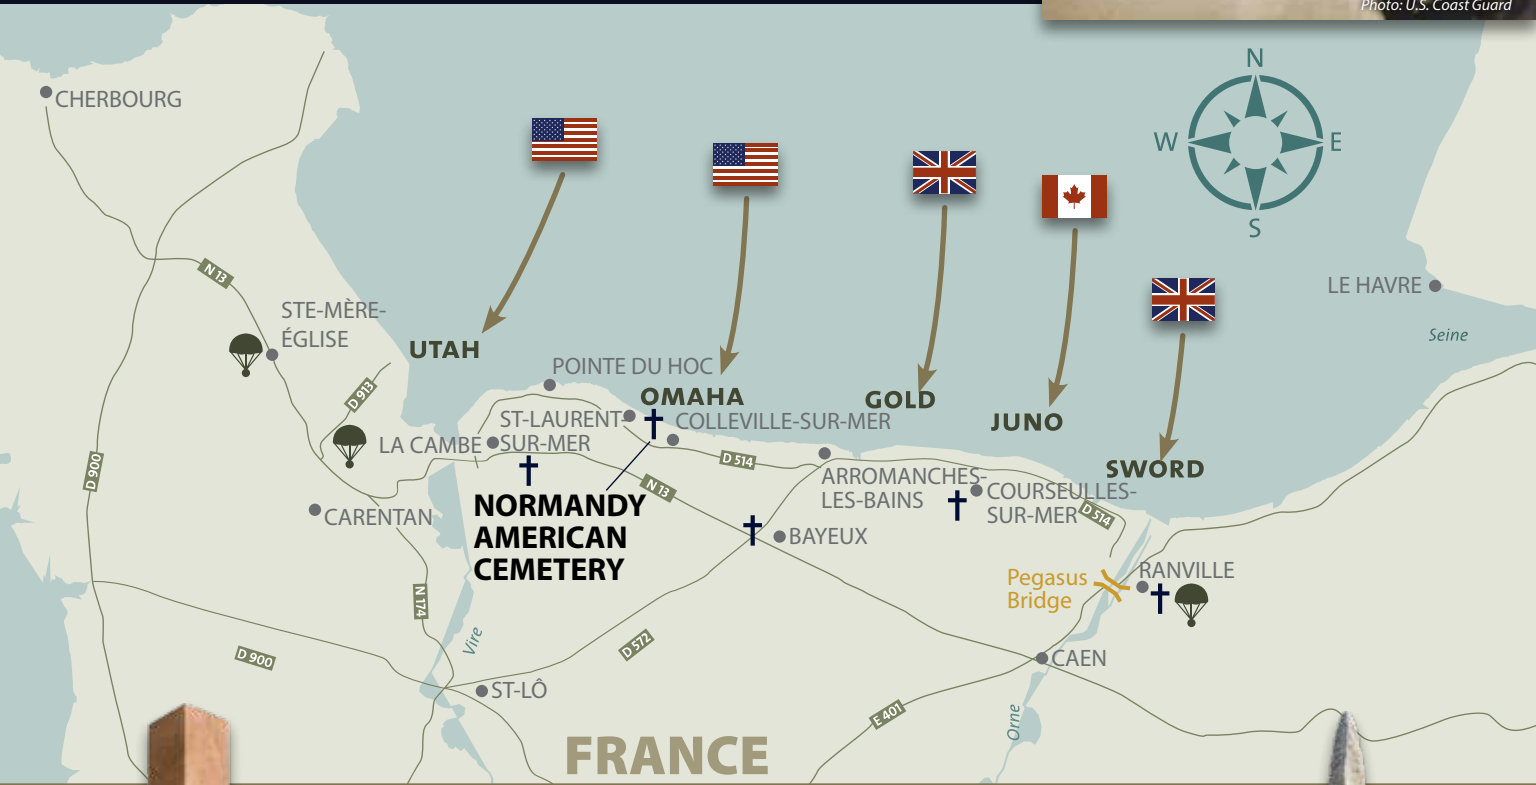 Photo: U.S. Coast Guard
N
CHERBOURG
W
E
S
N 13
LE HAVRE
STE-MÈRE-
ÉGLISE
Seine
UTAH
POINTE DU HOC
D 913
OMAHA
GOLD
JUNO
ST-LAURENT-
SUR-MER
COLLEVILLE-SUR-MER
LA CAMBE
D 514
SWORD
D 900
ARROMANCHES-
LES-BAINS
COURSEULLES-
SUR-MER
N 13
D 514
NORMANDY
AMERICAN
CEMETERY
CARENTAN
BAYEUX
Pegasus
Bridge
RANVILLE
N 174
Vire
D 572
D 900
CAEN
ST-LÔ
E 401
Orne
FRANCE